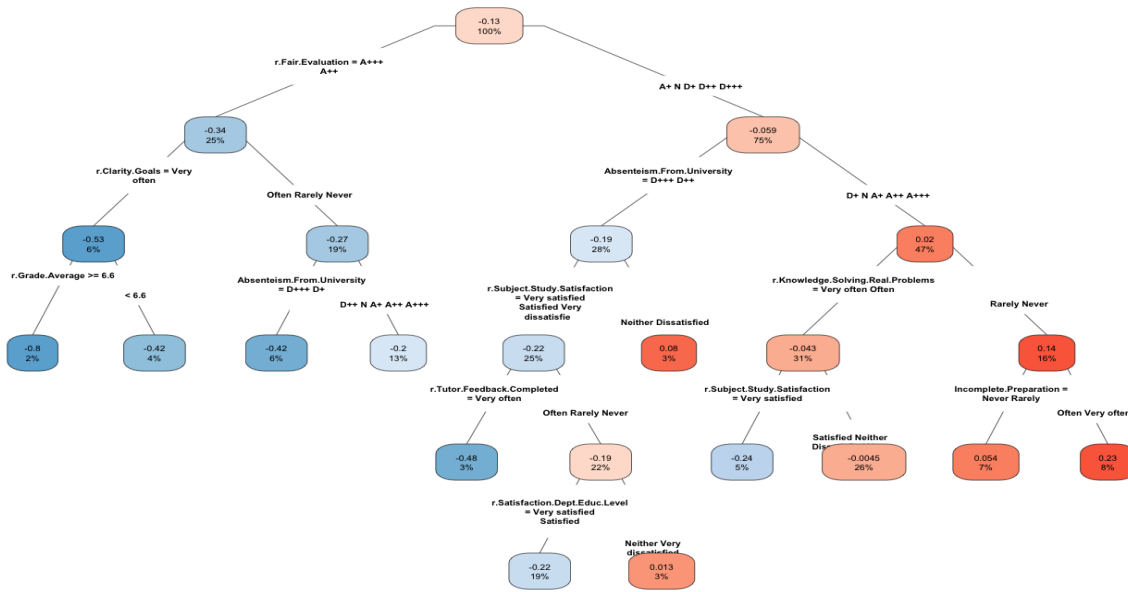 -0.13
100%
r.Fair.Evaluation = A+++
A++
A+ N D+ D++ D+++
-0.34
25%
-0.059
75%
r.Clarity.Goals = Very
often
Often Rarely Never
Absenteism.From.University
= D+++ D++
D+ N A+ A++ A+++
-0.53
6%
-0.27
19%
-0.19
28%
0.02
47%
r.Grade.Average >= 6.6
< 6.6
Absenteism.From.University
= D+++ D+
D++ N A+ A++ A+++
r.Subject.Study.Satisfaction
= Very satisfied
Satisfied Very
dissatisfie
Neither Dissatisfied
r.Knowledge.Solving.Real.Problems
= Very often Often
Rarely Never
-0.8
2%
-0.42
4%
-0.42
6%
-0.2
13%
-0.22
25%
0.08
3%
-0.043
31%
0.14
16%
r.Tutor.Feedback.Completed
= Very often
Often Rarely Never
r.Subject.Study.Satisfaction
= Very satisfied
Satisfied Neither
Incomplete.Preparation =
Never Rarely
Often Very often
-0.48
3%
-0.19
22%
-0.24
5%
-0.0045
26%
0.054
7%
0.23
8%
r.Satisfaction.Dept.Educ.Level
= Very satisfied
Satisfied
Neither Very
dissatisfied
-0.22
19%
0.013
3%